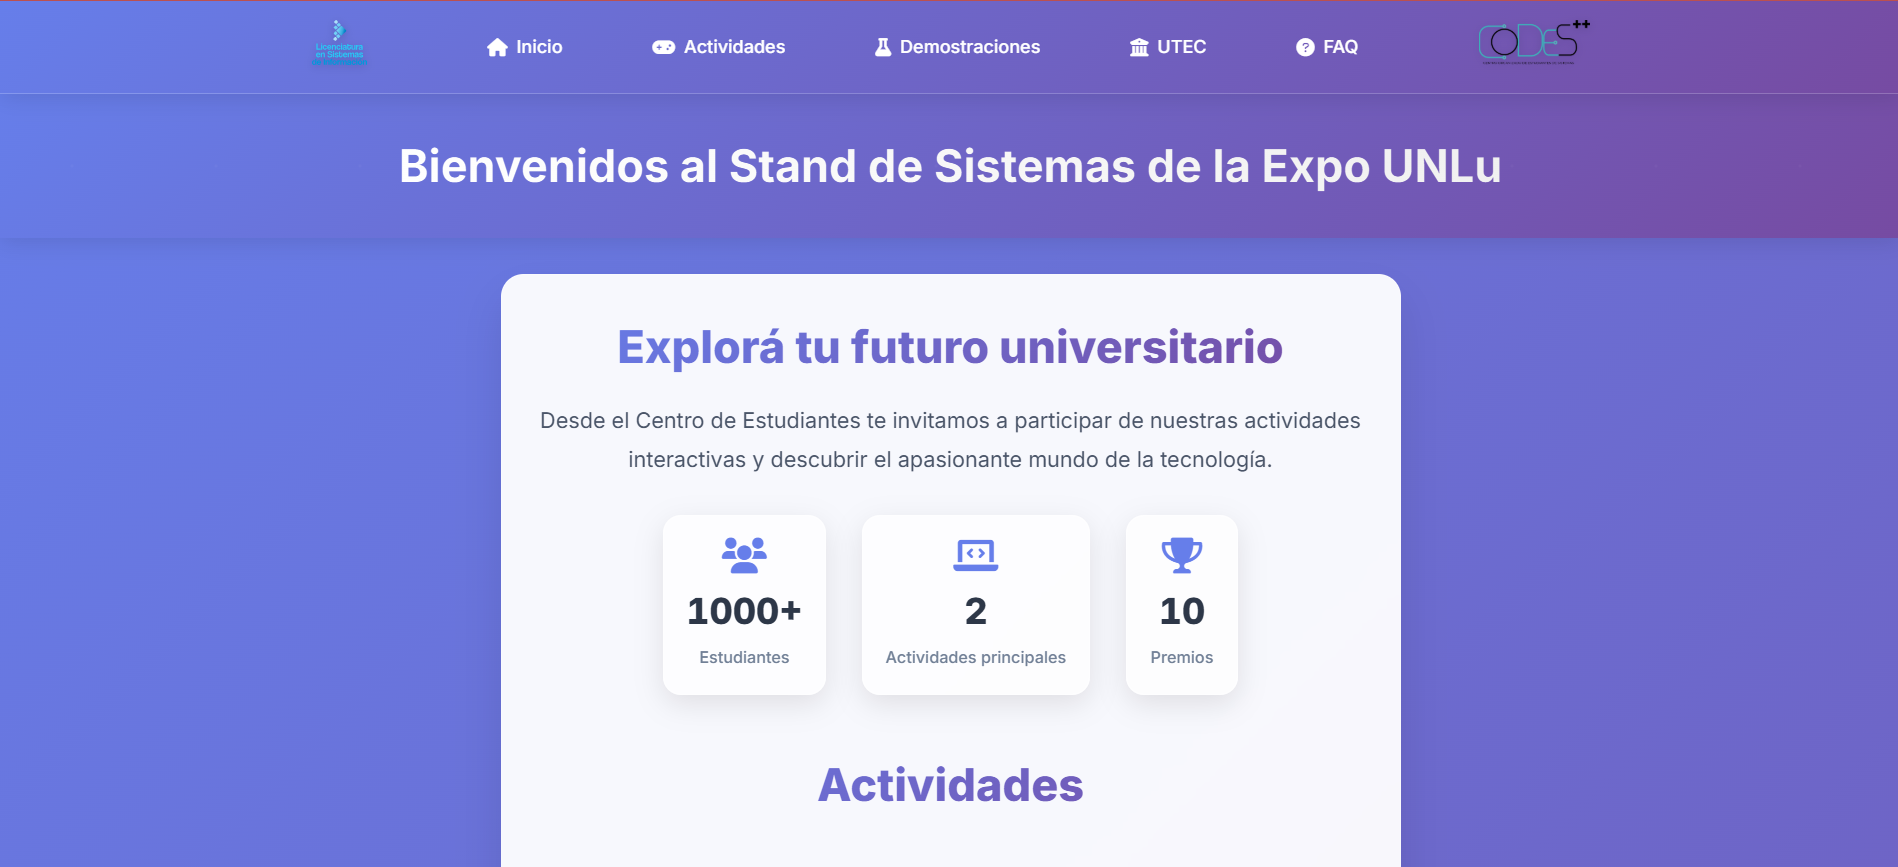 Licenciatura
en Sistemas
Inicio
Actividades
Demostraciones
UTEC
FAQ
CODES++
Bienvenidos al Stand de Sistemas de la Expo UNLu
Explorá tu futuro universitario
Desde el Centro de Estudiantes te invitamos a participar de nuestras actividades
interactivas y descubrir el apasionante mundo de la tecnología.
1000+
Estudiantes
2
Actividades principales
10
Premios
Actividades